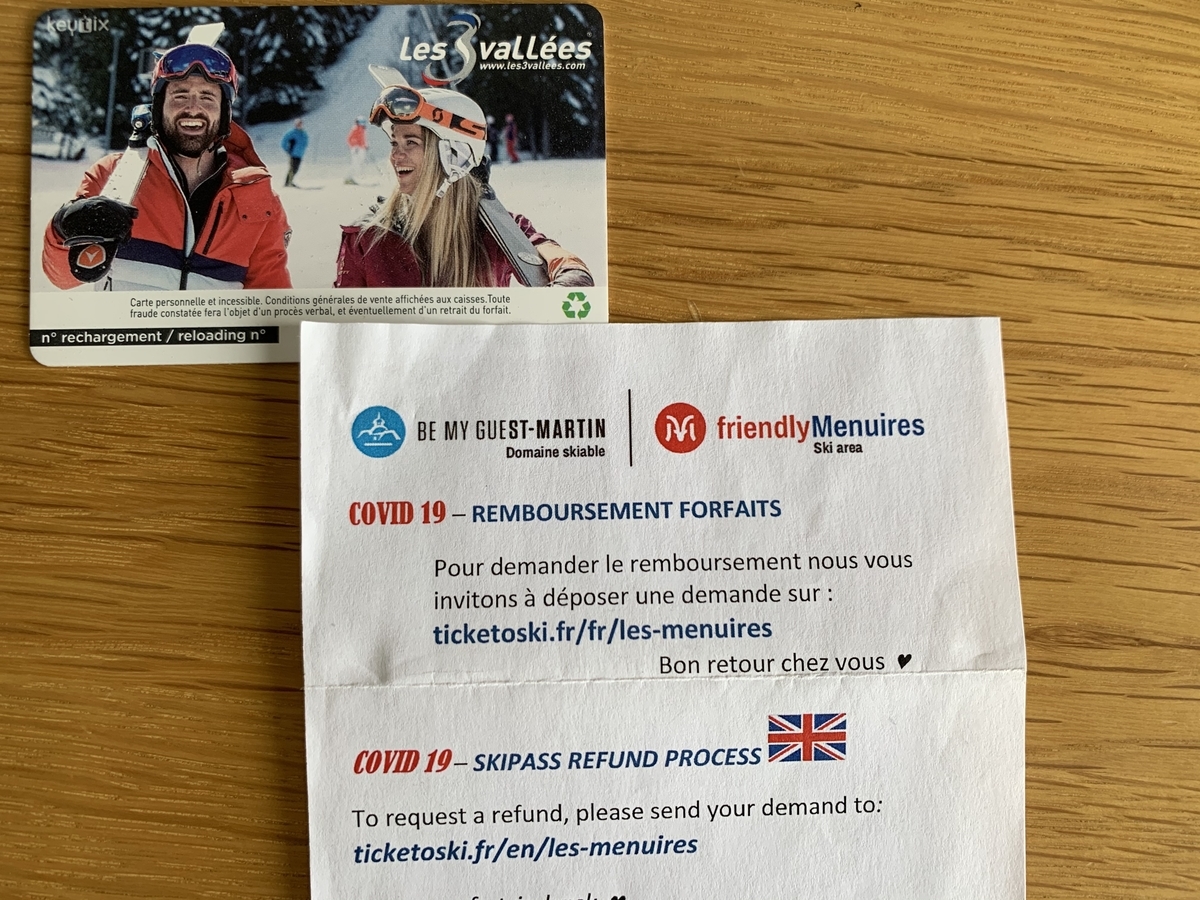 keytix
Les 3 vallées
www.les3vallees.com
Carte personnelle et incessible. Conditions générales de vente affichées aux caisses.Toute
fraude constatée fera l'objet d'un procès verbal, et éventuellement d'un retrait du forfait.
n° rechargement / reloading n°
BE MY GUEST-MARTIN
Domaine skiable
friendlyMenuires
Ski area
COVID 19 – REMBOURSEMENT FORFAITS
Pour demander le remboursement nous vous
invitons à déposer une demande sur :
ticketoski.fr/fr/les-menuires
Bon retour chez vous ♥
COVID 19 – SKIPASS REFUND PROCESS
To request a refund, please send your demand to:
ticketoski.fr/en/les-menuires